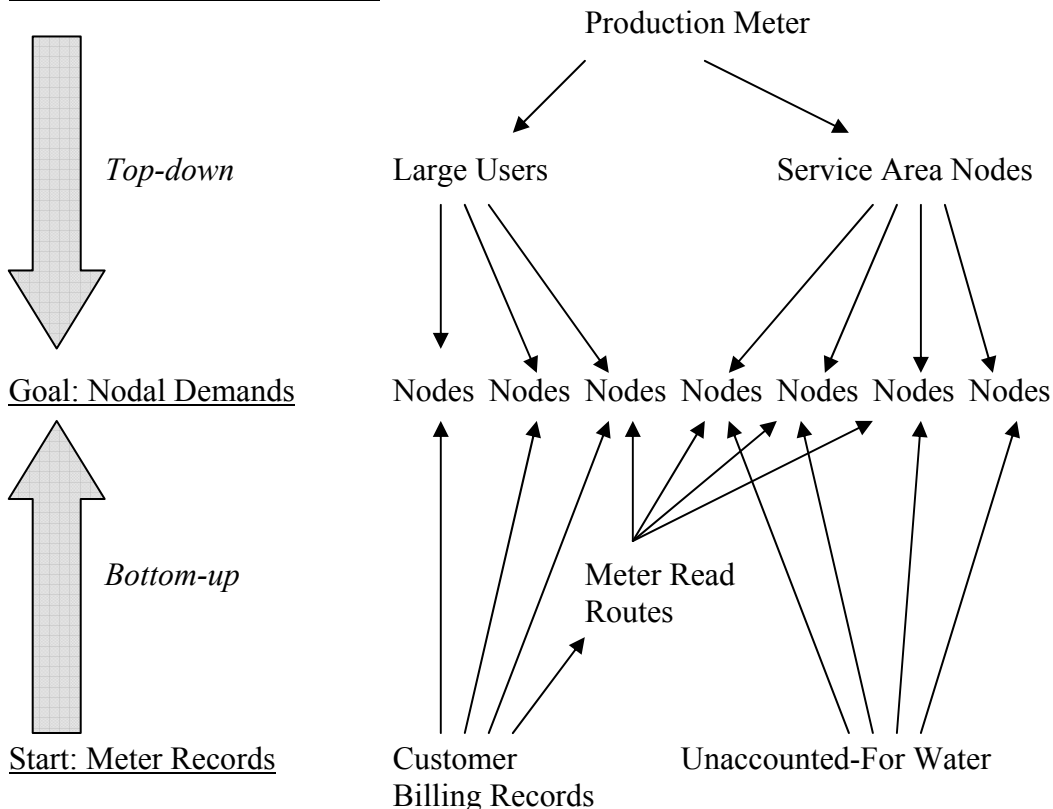 Production Meter
Top-down
Large Users
Service Area Nodes
Goal: Nodal Demands
Nodes Nodes Nodes Nodes Nodes Nodes Nodes
Bottom-up
Meter Read
Routes
Start: Meter Records
Customer
Billing Records
Unaccounted-For Water